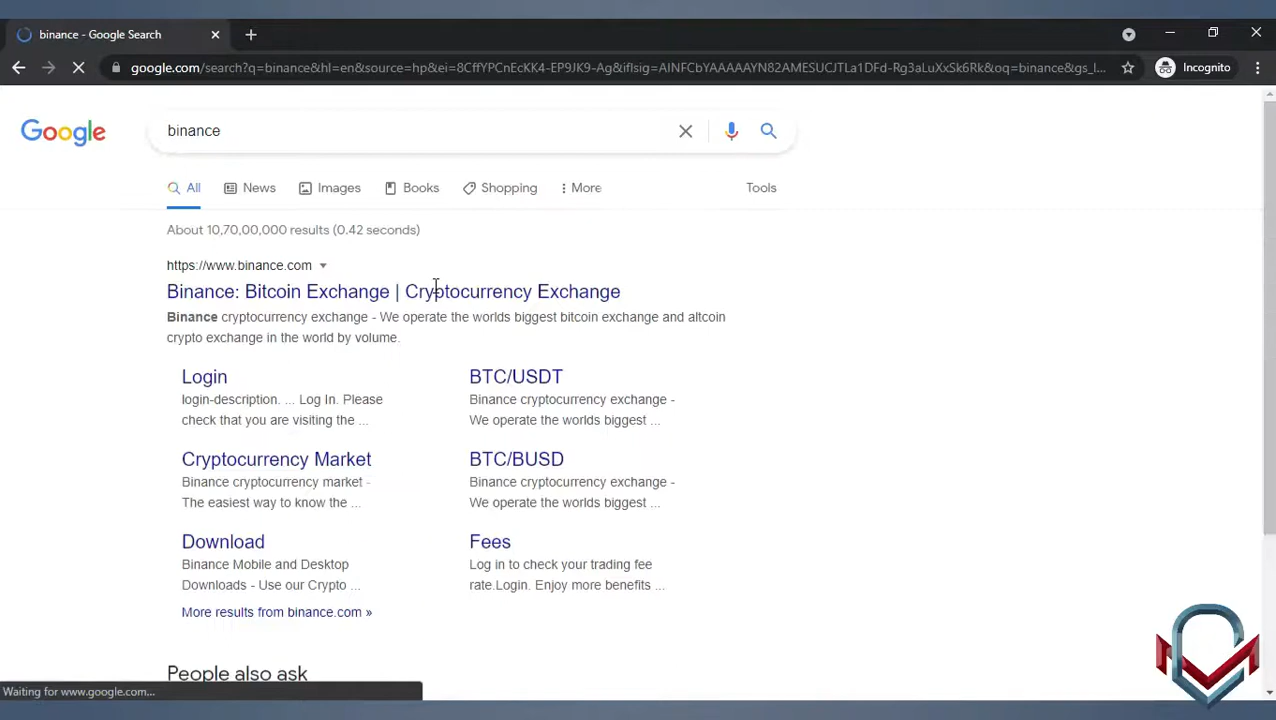 binance - Google Search
google.com/search?q=binance&hl=en&source=hp&ei=8CffYPCnEcKK4-EP9JK9-Ag&iflsig=AINFCbYAAAAAYN82AMESUCJTLa1DFd-Rg3aLuXxSk6Rk&oq=binance&gs_l...
Incognito
Google
binance
All
News
Images
Books
Shopping
More
Tools
About 10,70,00,000 results (0.42 seconds)
https://www.binance.com
Binance: Bitcoin Exchange | Cryptocurrency Exchange
Binance cryptocurrency exchange - We operate the worlds biggest bitcoin exchange and altcoin
crypto exchange in the world by volume.
Login
login-description. ... Log In. Please
check that you are visiting the ...
BTC/USDT
Binance cryptocurrency exchange -
We operate the worlds biggest ...
Cryptocurrency Market
Binance cryptocurrency market -
The easiest way to know the ...
BTC/BUSD
Binance cryptocurrency exchange -
We operate the worlds biggest ...
Download
Binance Mobile and Desktop
Downloads - Use our Crypto ...
Fees
Log in to check your trading fee
rate.Login. Enjoy more benefits ...
More results from binance.com »
People also ask
Waiting for www.google.com...